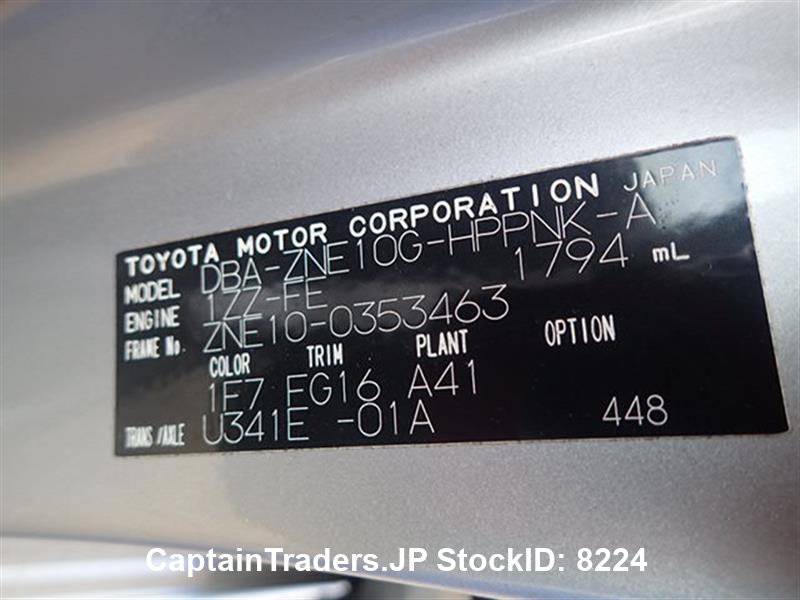 TOYOTA MOTOR CORPORATION JAPAN
MODEL DBA-ZNE10G-HPPNK-A
ENGINE 1ZZ-FE 1794 mL
FRAME No. ZNE10-0353463
COLOR TRIM PLANT OPTION
1F7 FG16 A41
TRANS/AXLE U341E -01A 448
CaptainTraders.JP StockID: 8224